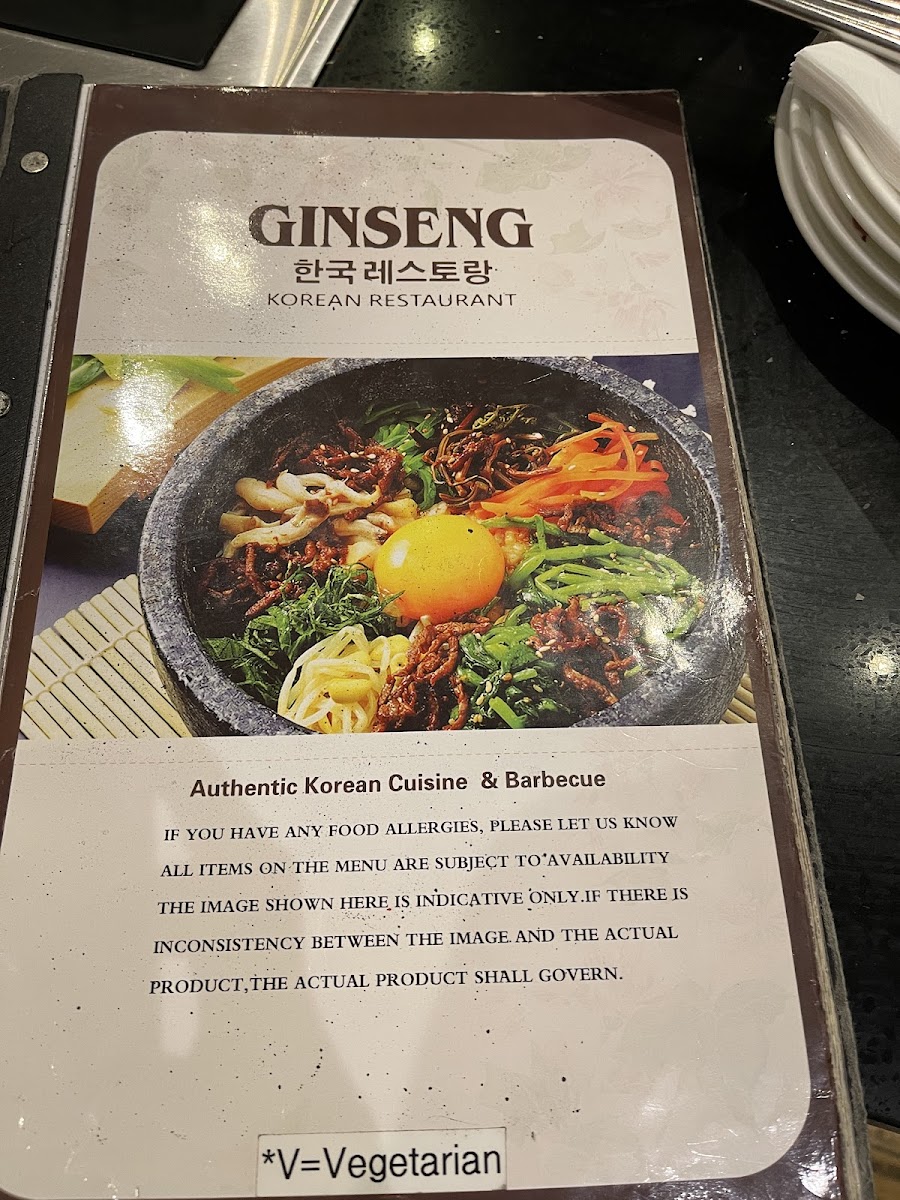 GINSENG
한국 레스토랑
KOREAN RESTAURANT
Authentic Korean Cuisine & Barbecue
IF YOU HAVE ANY FOOD ALLERGIES, PLEASE LET US KNOW
ALL ITEMS ON THE MENU ARE SUBJECT TO AVAILABILITY
THE IMAGE SHOWN HERE IS INDICATIVE ONLY.IF THERE IS
INCONSISTENCY BETWEEN THE IMAGE AND THE ACTUAL
PRODUCT,THE ACTUAL PRODUCT SHALL GOVERN.
*V=Vegetarian